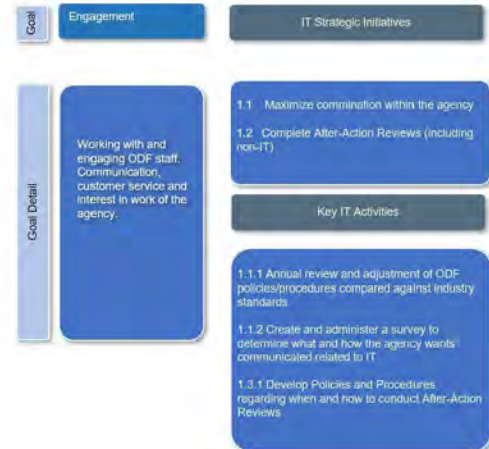 Goal
Engagement
IT Strategic Initiatives
Goal Detail
Working with and
engaging ODF staff.
Communication,
customer service and
interest in work of the
agency.
1.1 Maximize commination within the agency
1.2 Complete After-Action Reviews (including
non-IT)
Key IT Activities
1.1.1 Annual review and adjustment of ODF
policies/procedures compared against industry
standards
1.1.2 Create and administer a survey to
determine what and how the agency wants
communicated related to IT
1.3.1 Develop Policies and Procedures
regarding when and how to conduct After-Action
Reviews